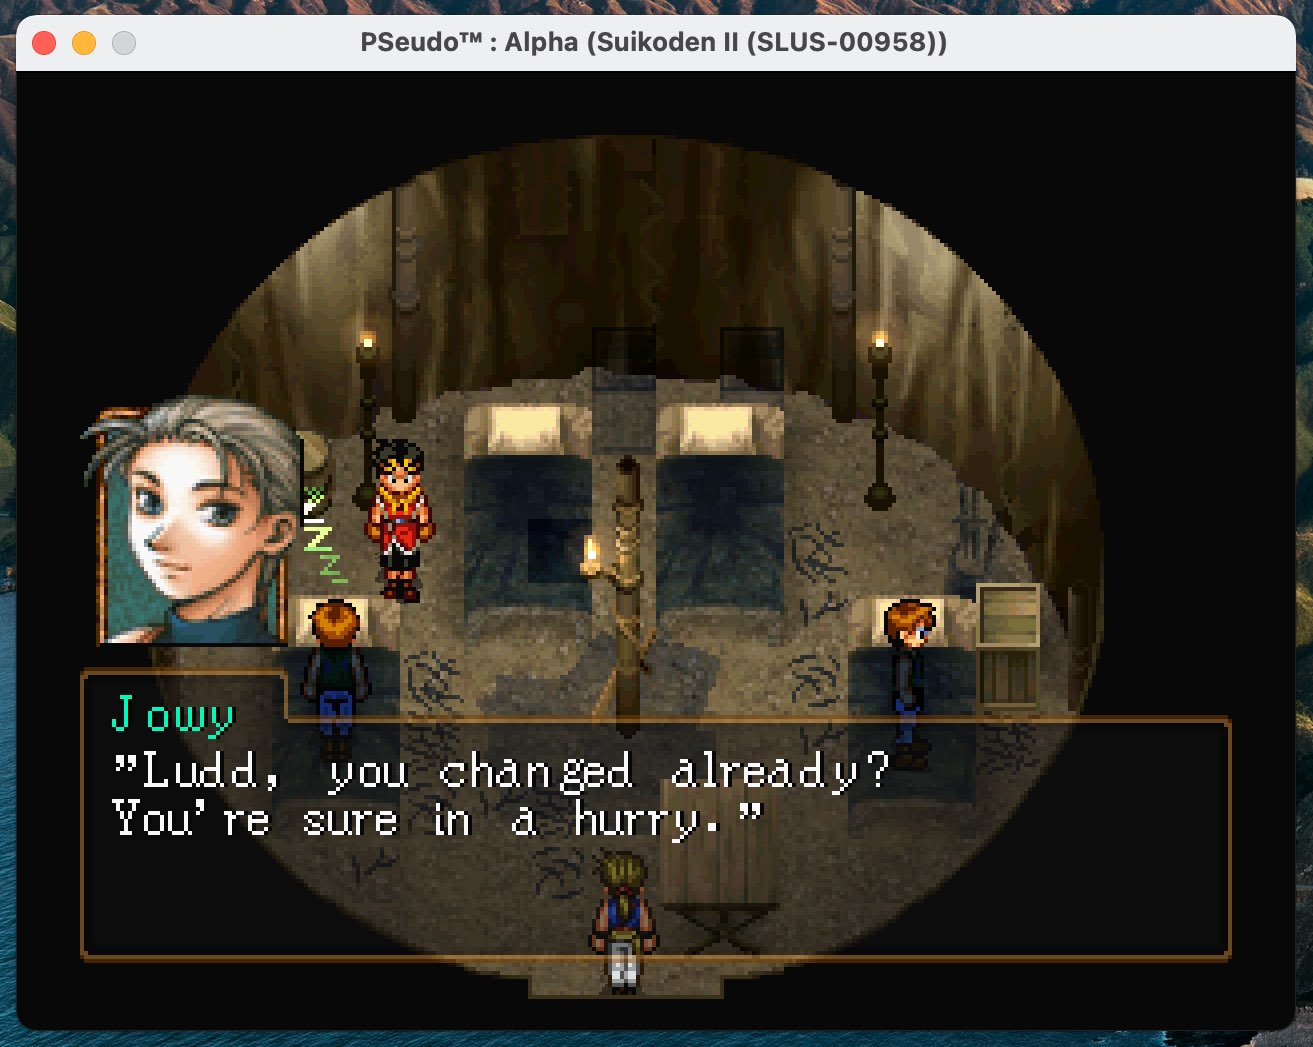 PSeudo™ : Alpha (Suikoden II (SLUS-00958))
Jowy
"Ludd, you changed already?
You're sure in a hurry."